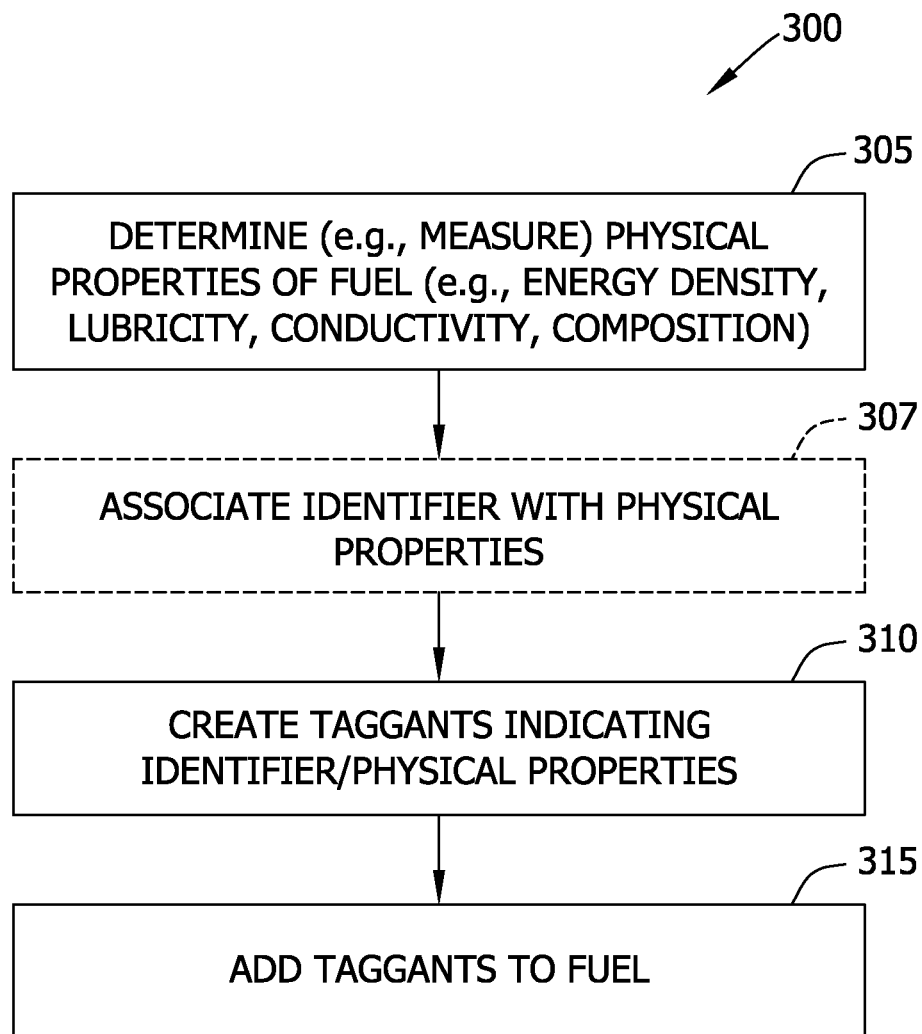 300
305
DETERMINE (e.g., MEASURE) PHYSICAL
PROPERTIES OF FUEL (e.g., ENERGY DENSITY,
LUBRICITY, CONDUCTIVITY, COMPOSITION)
307
ASSOCIATE IDENTIFIER WITH PHYSICAL
PROPERTIES
310
CREATE TAGGANTS INDICATING
IDENTIFIER/PHYSICAL PROPERTIES
315
ADD TAGGANTS TO FUEL